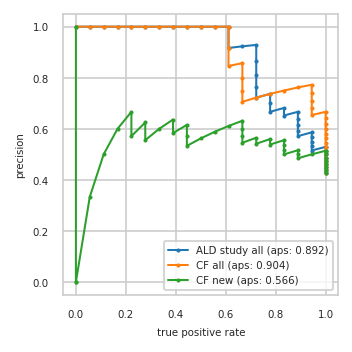 1.0
0.8
0.6
0.4
0.2
0.0
precision
0.0 0.2 0.4 0.6 0.8 1.0
true positive rate
ALD study all (aps: 0.892)
CF all (aps: 0.904)
CF new (aps: 0.566)